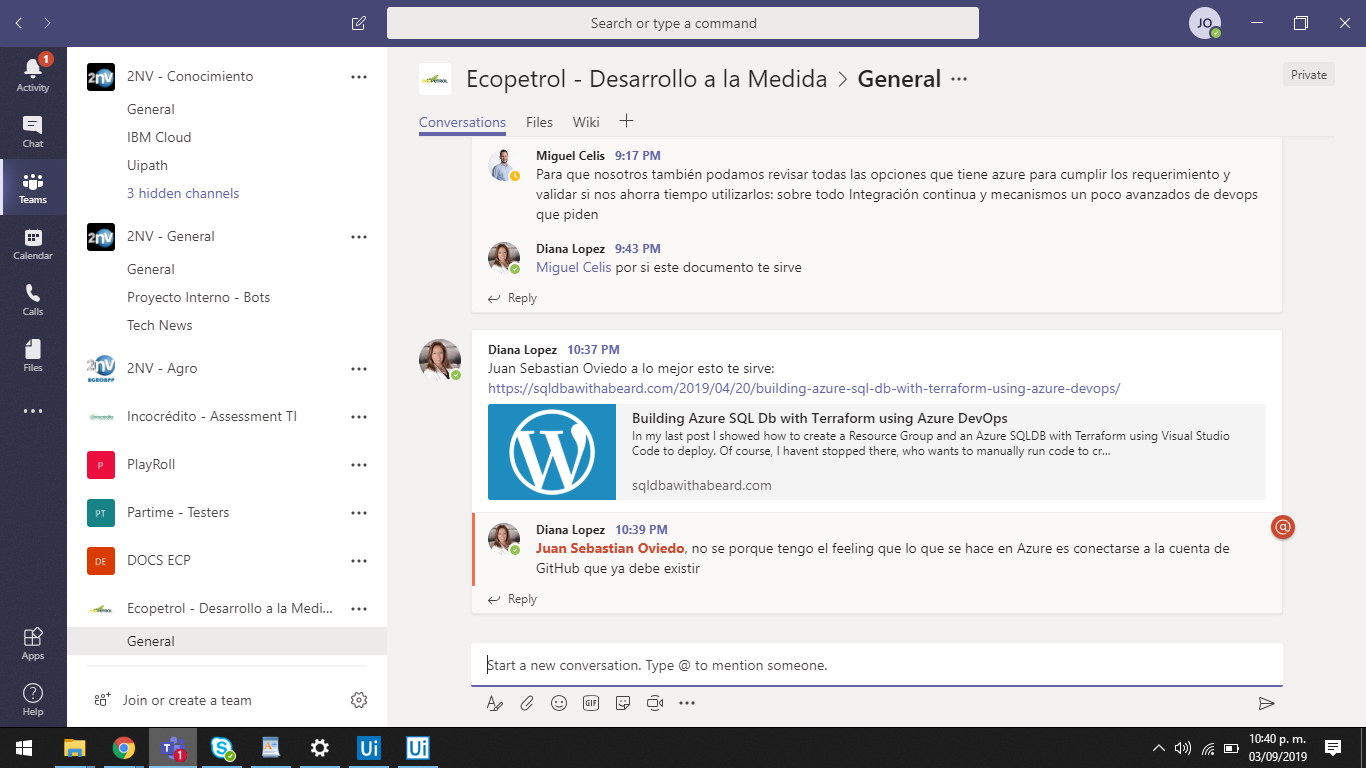 Search or type a command
JO
1
Activity
Chat
Teams
Calendar
Calls
Files
Apps
Help
2nv
2NV - Conocimiento
General
IBM Cloud
Uipath
3 hidden channels
2nv
2NV - General
General
Proyecto Interno - Bots
Tech News
2nv
AGROAPP
2NV - Agro
Incocrédito - Assessment TI
P
PlayRoll
PT
Partime - Testers
DE
DOCS ECP
Ecopetrol - Desarrollo a la Medi...
General
Join or create a team
Ecopetrol - Desarrollo a la Medida > General
Private
Conversations Files Wiki
Miguel Celis 9:17 PM
Para que nosotros también podamos revisar todas las opciones que tiene azure para cumplir los requerimiento y
validar si nos ahorra tiempo utilizarlos: sobre todo Integración continua y mecanismos un poco avanzados de devops
que piden
Diana Lopez 9:43 PM
Miguel Celis por si este documento te sirve
Reply
Diana Lopez 10:37 PM
Juan Sebastian Oviedo a lo mejor esto te sirve:
https://sqldbawithabeard.com/2019/04/20/building-azure-sql-db-with-terraform-using-azure-devops/
Building Azure SQL Db with Terraform using Azure DevOps
In my last post I showed how to create a Resource Group and an Azure SQLDB with Terraform using Visual Studio
Code to deploy. Of course, I havent stopped there, who wants to manually run code to cr...
sqldbawithabeard.com
Diana Lopez 10:39 PM
@
Juan Sebastian Oviedo, no se porque tengo el feeling que lo que se hace en Azure es conectarse a la cuenta de
GitHub que ya debe existir
Reply
Start a new conversation. Type @ to mention someone.
GIF
1
Ui
Ui
10:40 p. m.
03/09/2019